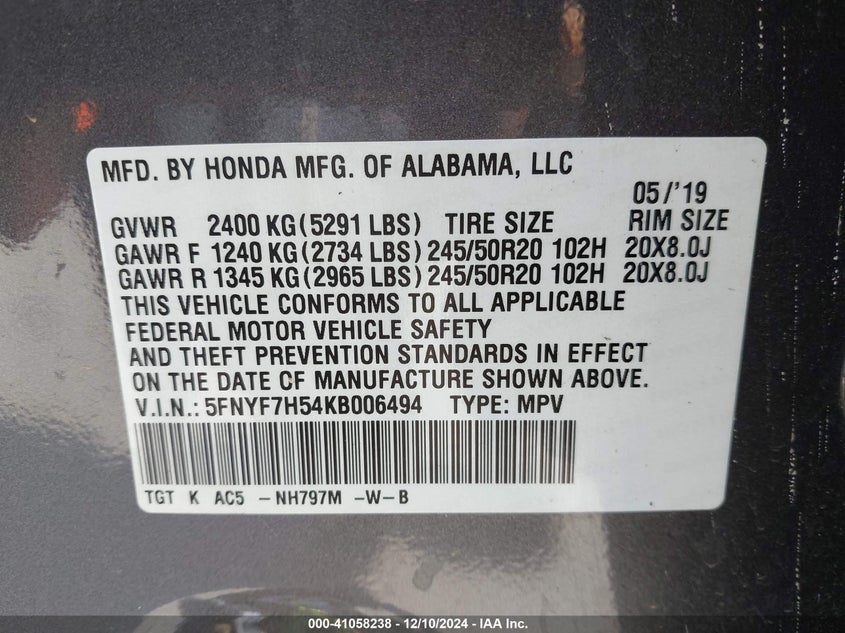 MFD. BY HONDA MFG. OF ALABAMA, LLC
05/'19
GVWR 2400 KG(5291 LBS) TIRE SIZE RIM SIZE
GAWR F 1240 KG(2734 LBS) 245/50R20 102H 20X8.0J
GAWR R 1345 KG(2965 LBS) 245/50R20 102H 20X8.0J
THIS VEHICLE CONFORMS TO ALL APPLICABLE
FEDERAL MOTOR VEHICLE SAFETY
AND THEFT PREVENTION STANDARDS IN EFFECT
ON THE DATE OF MANUFACTURE SHOWN ABOVE.
V.I.N.: 5FNYF7H54KB006494 TYPE: MPV
TGT K AC5 -NH797M -W-B
000-41058238 - 12/10/2024 - IAA Inc.